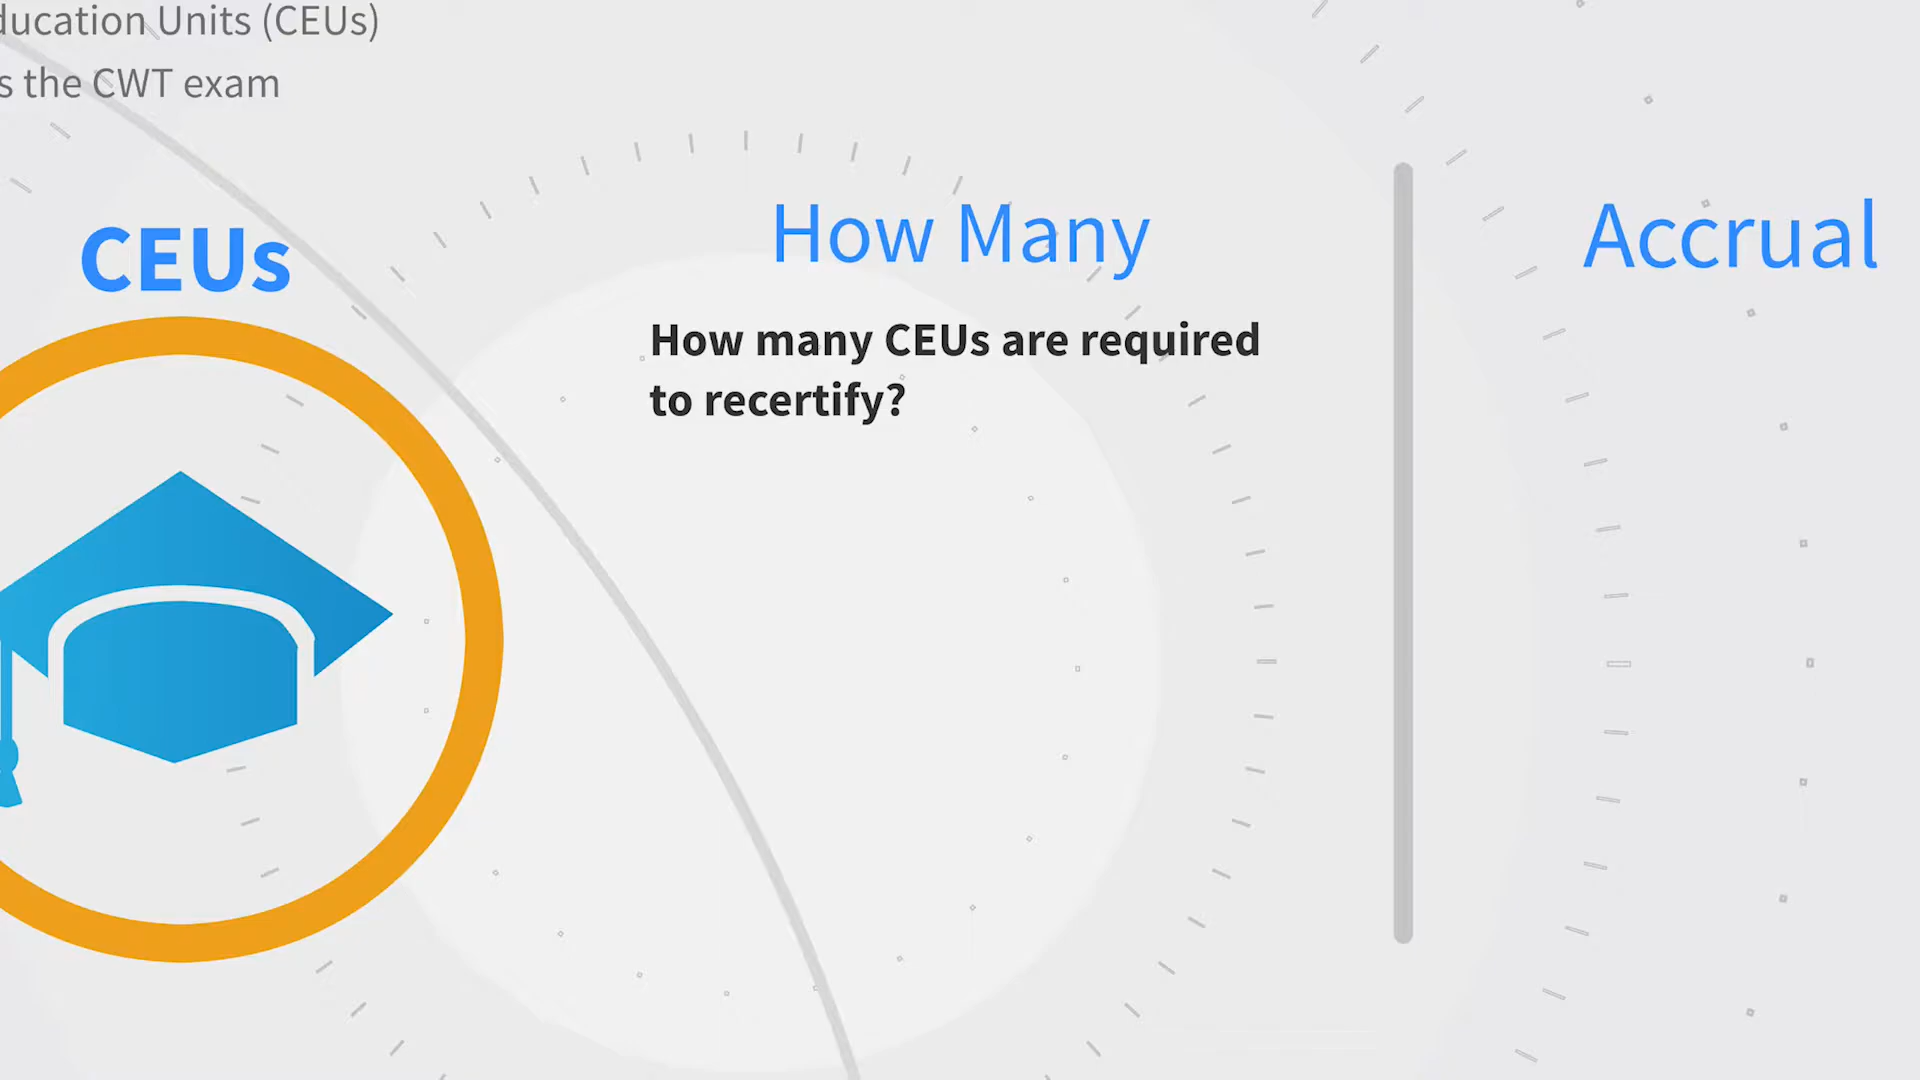 ducation Units (CEUs)
s the CWT exam
CEUs
How Many
How many CEUs are required
to recertify?
Accrual